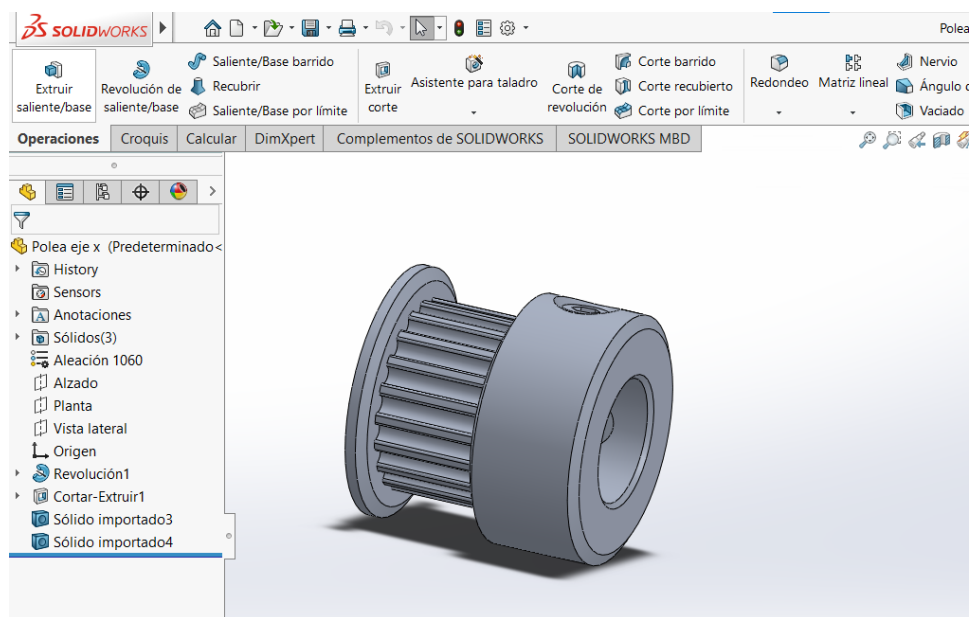 SOLIDWORKS
Polea
Extruir saliente/base
Revolución de saliente/base
Saliente/Base barrido
Recubrir
Saliente/Base por límite
Extruir corte
Asistente para taladro
Corte de revolución
Corte barrido
Corte recubierto
Corte por límite
Redondeo
Matriz lineal
Nervio
Ángulo
Vaciado
Operaciones
Croquis
Calcular
DimXpert
Complementos de SOLIDWORKS
SOLIDWORKS MBD
Polea eje x (Predeterminado<
History
Sensors
Anotaciones
Sólidos(3)
Aleación 1060
Alzado
Planta
Vista lateral
Origen
Revolución1
Cortar-Extruir1
Sólido importado3
Sólido importado4